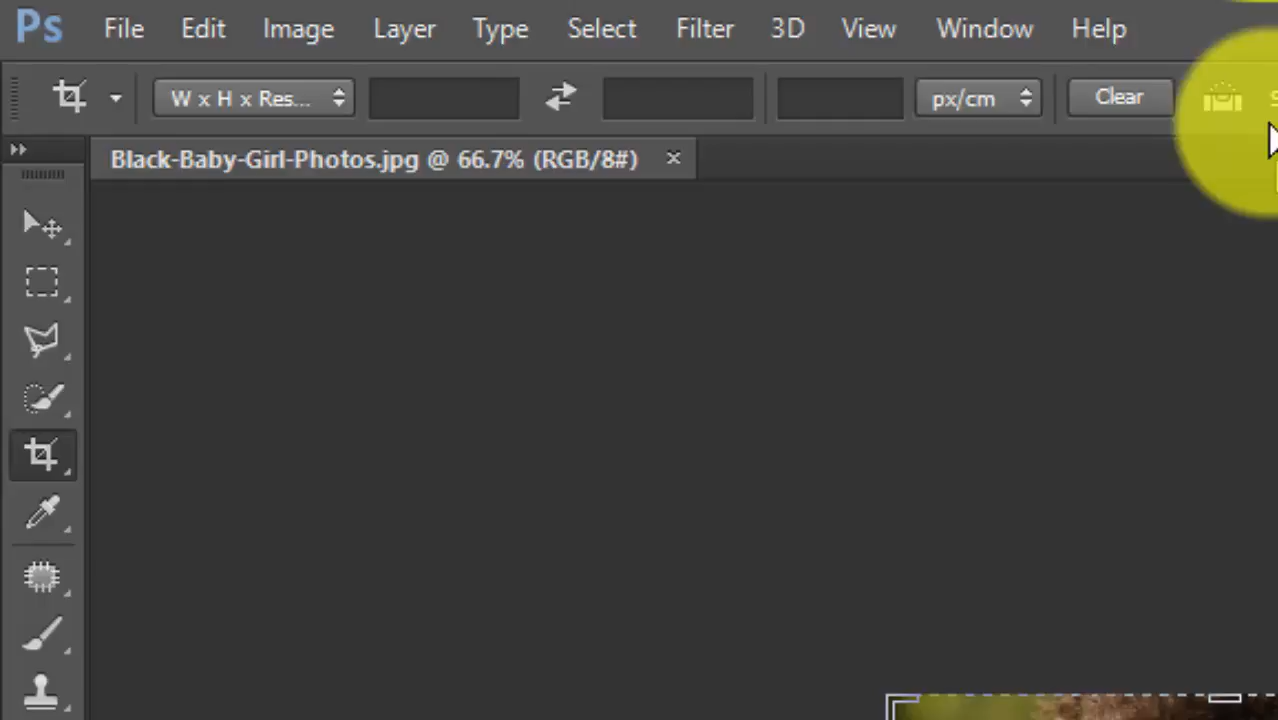 Ps File Edit Image Layer Type Select Filter 3D View Window Help
W x H x Res... px/cm Clear
Black-Baby-Girl-Photos.jpg @ 66.7% (RGB/8#) ×